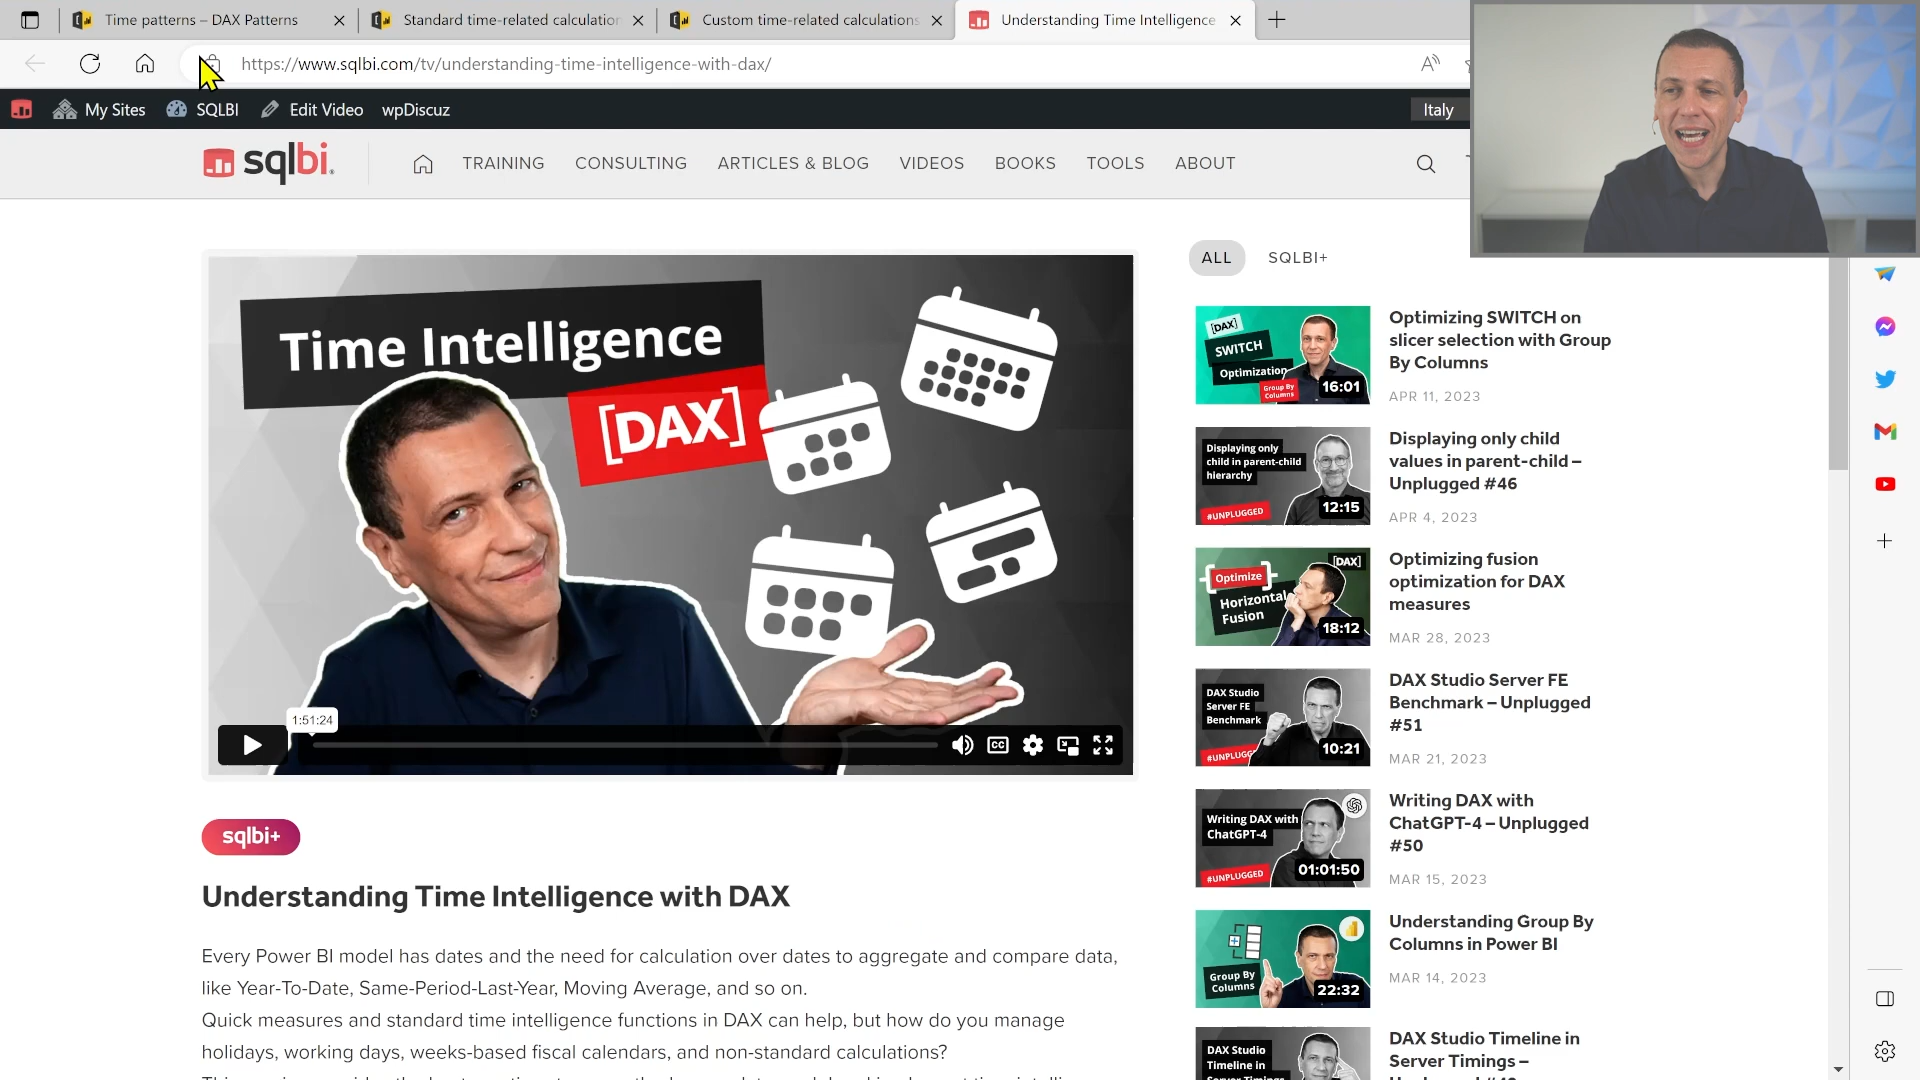 Time patterns – DAX Patterns
Standard time-related calculation
Custom time-related calculations
Understanding Time Intelligence
https://www.sqlbi.com/tv/understanding-time-intelligence-with-dax/
My Sites SQLBI Edit Video wpDiscuz Italy
sqlbi.
TRAINING CONSULTING ARTICLES & BLOG VIDEOS BOOKS TOOLS ABOUT
Time Intelligence
[DAX]
1:51:24
CC
sqlbi+
Understanding Time Intelligence with DAX
Every Power BI model has dates and the need for calculation over dates to aggregate and compare data,
like Year-To-Date, Same-Period-Last-Year, Moving Average, and so on.
Quick measures and standard time intelligence functions in DAX can help, but how do you manage
holidays, working days, weeks-based fiscal calendars, and non-standard calculations?
ALL SQLBI+
[DAX]
SWITCH
Optimization
Group By
Columns
16:01
Optimizing SWITCH on
slicer selection with Group
By Columns
APR 11, 2023
Displaying only
child in parent-child
hierarchy
#UNPLUGGED
12:15
Displaying only child
values in parent-child –
Unplugged #46
APR 4, 2023
[DAX]
Optimize
Horizontal
Fusion
18:12
Optimizing fusion
optimization for DAX
measures
MAR 28, 2023
DAX Studio
Server FE
Benchmark
#UNPLUGG
10:21
DAX Studio Server FE
Benchmark – Unplugged
#51
MAR 21, 2023
Writing DAX with
ChatGPT-4
#UNPLUGGED
01:01:50
Writing DAX with
ChatGPT-4 – Unplugged
#50
MAR 15, 2023
Group By
Columns
22:32
Understanding Group By
Columns in Power BI
MAR 14, 2023
DAX Studio
Timeline in
Server Timings
DAX Studio Timeline in
Server Timings –